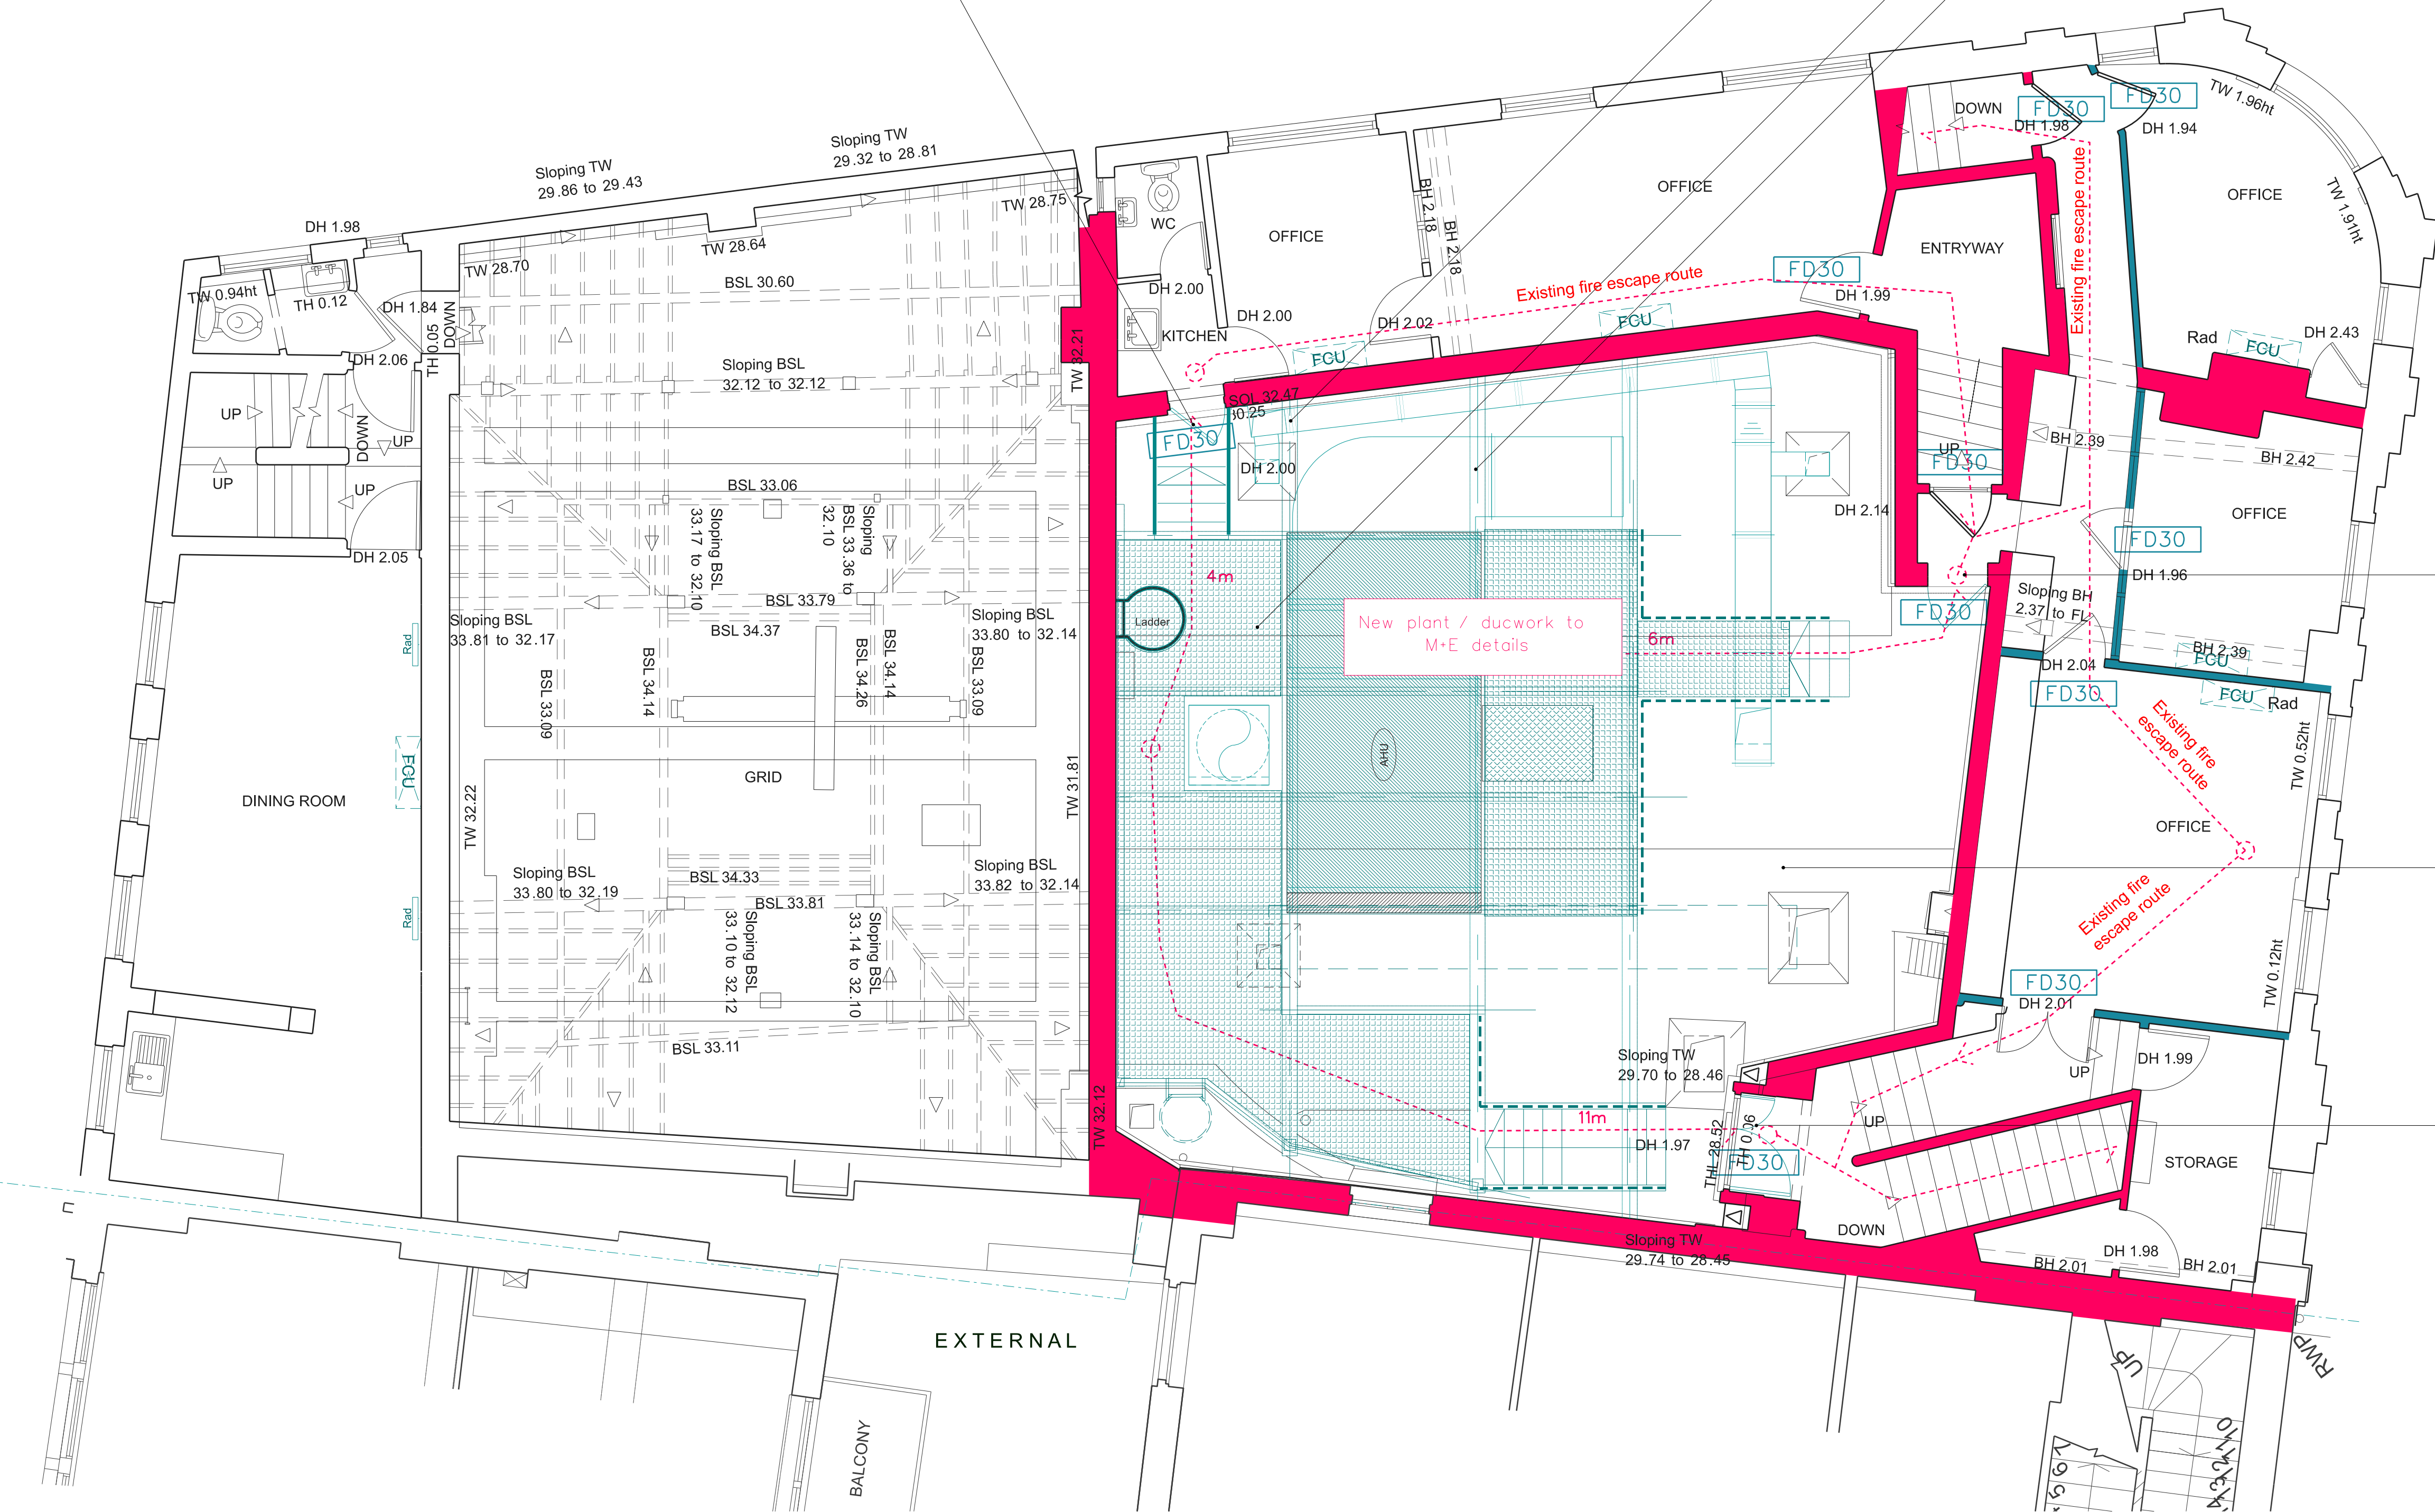 Sloping TW
29.86 to 29.43
Sloping TW
29.32 to 28.81
DH 1.98
TW 28.70
TW 28.64
TW 28.75
TW 0.94ht
TH 0.12
DH 1.84
DOWN
TH 0.05
DH 2.06
UP
UP
DOWN
UP
UP
DH 2.05
BSL 30.60
Sloping BSL
32.12 to 32.12
TW 32.21
BSL 33.06
Sloping BSL
33.17 to 32.10
Sloping
BSL 33.36 to
32.10
BSL 33.79
BSL 34.37
Sloping BSL
33.81 to 32.17
Sloping BSL
33.80 to 32.14
BSL 33.09
BSL 34.14
BSL 34.26
BSL 34.14
BSL 33.09
GRID
TW 32.22
TW 31.81
Sloping BSL
33.80 to 32.19
BSL 34.33
BSL 33.81
Sloping BSL
33.82 to 32.14
Sloping BSL
33.10 to 32.12
Sloping BSL
33.14 to 32.10
BSL 33.11
TW 32.12
Rad
FCU
Rad
DINING ROOM
WC
DH 2.00
KITCHEN
OFFICE
DH 2.00
BH 2.18
BH 2.18
DH 2.02
OFFICE
Existing fire escape route
FCU
FCU
FD30
DH 1.99
ENTRYWAY
DOWN
FD30
DH 1.98
FD30
DH 1.94
TW 1.96ht
TW 1.91ht
OFFICE
Existing fire escape route
Rad
FCU
DH 2.43
SOL 32.47
30.25
FD30
DH 2.00
DH 2.14
UP
FD30
BH 2.39
BH 2.42
OFFICE
FD30
DH 1.96
Sloping BH
2.37 to FL
FD30
DH 2.04
BH 2.39
FCU
FD30
FCU
Rad
4m
Ladder
New plant / ducwork to
M+E details
6m
AHU
Existing fire
escape route
TW 0.52ht
OFFICE
Existing fire
escape route
TW 0.12ht
FD30
DH 2.01
DH 1.99
UP
Sloping TW
29.70 to 28.46
11m
DH 1.97
THL 28.52
TH 0.06
FD30
UP
STORAGE
DOWN
DH 1.98
BH 2.01
BH 2.01
Sloping TW
29.74 to 28.45
EXTERNAL
BALCONY
UP
RWP